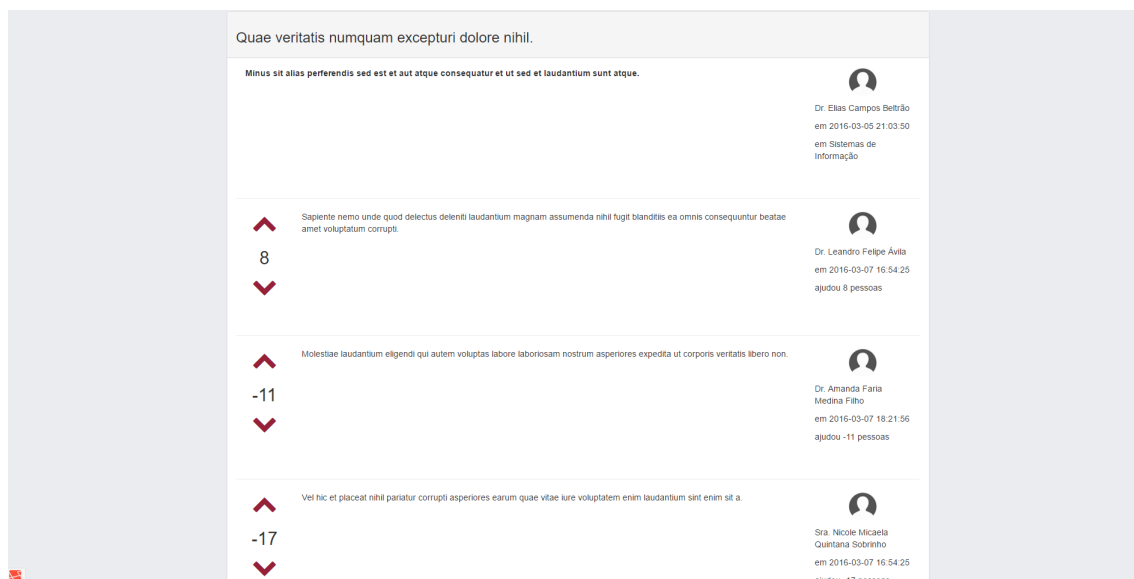 Quae veritatis numquam excepturi dolore nihil.
Minus sit alias perferendis sed est et aut atque consequatur et ut sed et laudantium sunt atque.
Dr. Elias Campos Beltrão
em 2016-03-05 21:03:50
em Sistemas de
Informação
Sapiente nemo unde quod delectus deleniti laudantium magnam assumenda nihil fugit blanditiis ea omnis consequuntur beatae
amet voluptatum corrupti.
8
Dr. Leandro Felipe Ávila
em 2016-03-07 16:54:25
ajudou 8 pessoas
Molestiae laudantium eligendi qui autem voluptas labore laboriosam nostrum asperiores expedita ut corporis veritatis libero non.
-11
Dr. Amanda Faria
Medina Filho
em 2016-03-07 18:21:56
ajudou -11 pessoas
Vel hic et placeat nihil pariatur corrupti asperiores earum quae vitae iure voluptatem enim laudantium sint enim sit a.
-17
Sra. Nicole Micaela
Quintana Sobrinho
em 2016-03-07 16:54:25
ajudou -17 pessoas